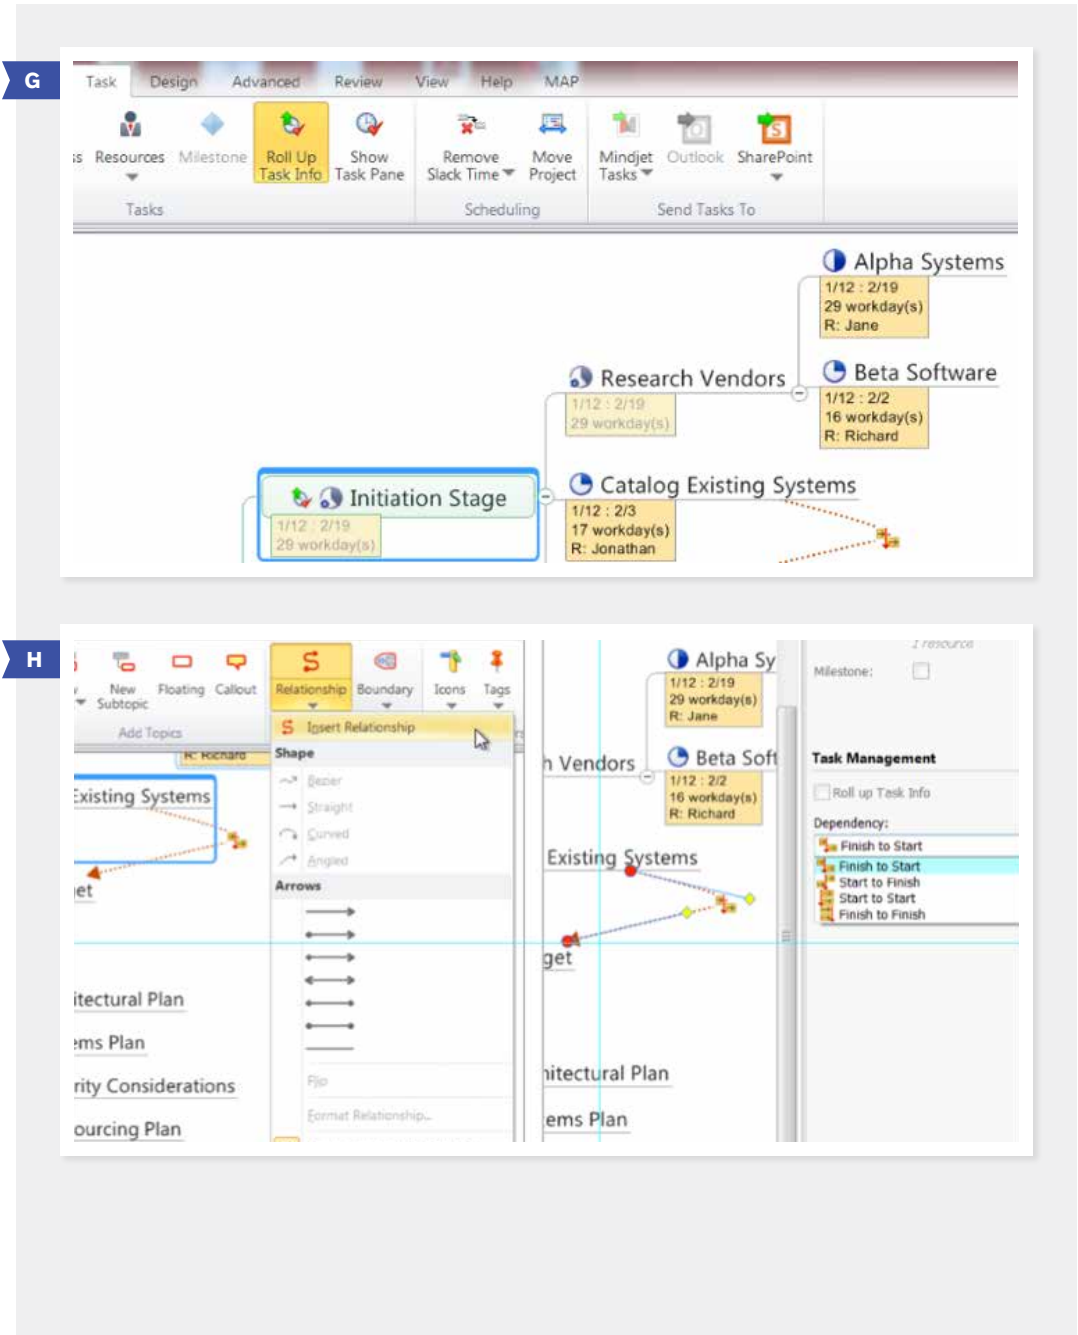 G
Task Design Advanced Review View Help MAP
ss Resources Milestone Roll Up Task Info Show Task Pane Remove Slack Time Move Project Mindjet Tasks Outlook SharePoint
Tasks Scheduling Send Tasks To
Alpha Systems
1/12 : 2/19
29 workday(s)
R: Jane
Research Vendors
1/12 : 2/19
29 workday(s)
Beta Software
1/12 : 2/2
16 workday(s)
R: Richard
Initiation Stage
1/12 : 2/19
29 workday(s)
Catalog Existing Systems
1/12 : 2/3
17 workday(s)
R: Jonathan
H
New Subtopic Floating Callout Relationship Boundary Icons Tags
Add Topics
Insert Relationship
Shape
Bezier
Straight
Curved
Angled
Arrows
Flip
Format Relationship...
R: Richard
Existing Systems
et
itectural Plan
ems Plan
rity Considerations
ourcing Plan
Alpha Sy
1/12 : 2/19
29 workday(s)
R: Jane
h Vendors
Beta Soft
1/12 : 2/2
16 workday(s)
R: Richard
Existing Systems
get
hitectural Plan
ems Plan
1 resource
Milestone:
Task Management
Roll up Task Info
Dependency:
Finish to Start
Finish to Start
Start to Finish
Start to Start
Finish to Finish